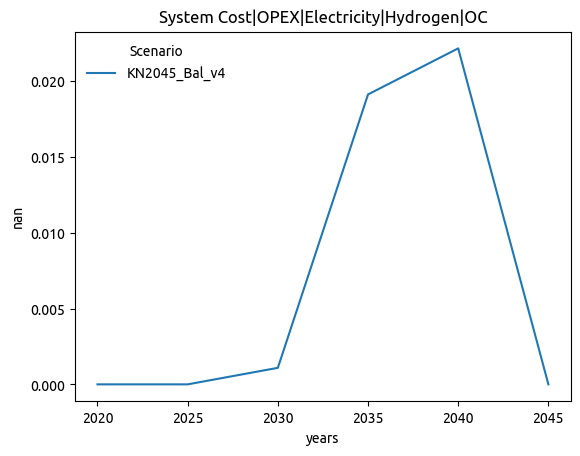 System Cost|OPEX|Electricity|Hydrogen|OC
Scenario
KN2045_Bal_v4
0.020
0.015
0.010
0.005
0.000
nan
2020 2025 2030 2035 2040 2045
years